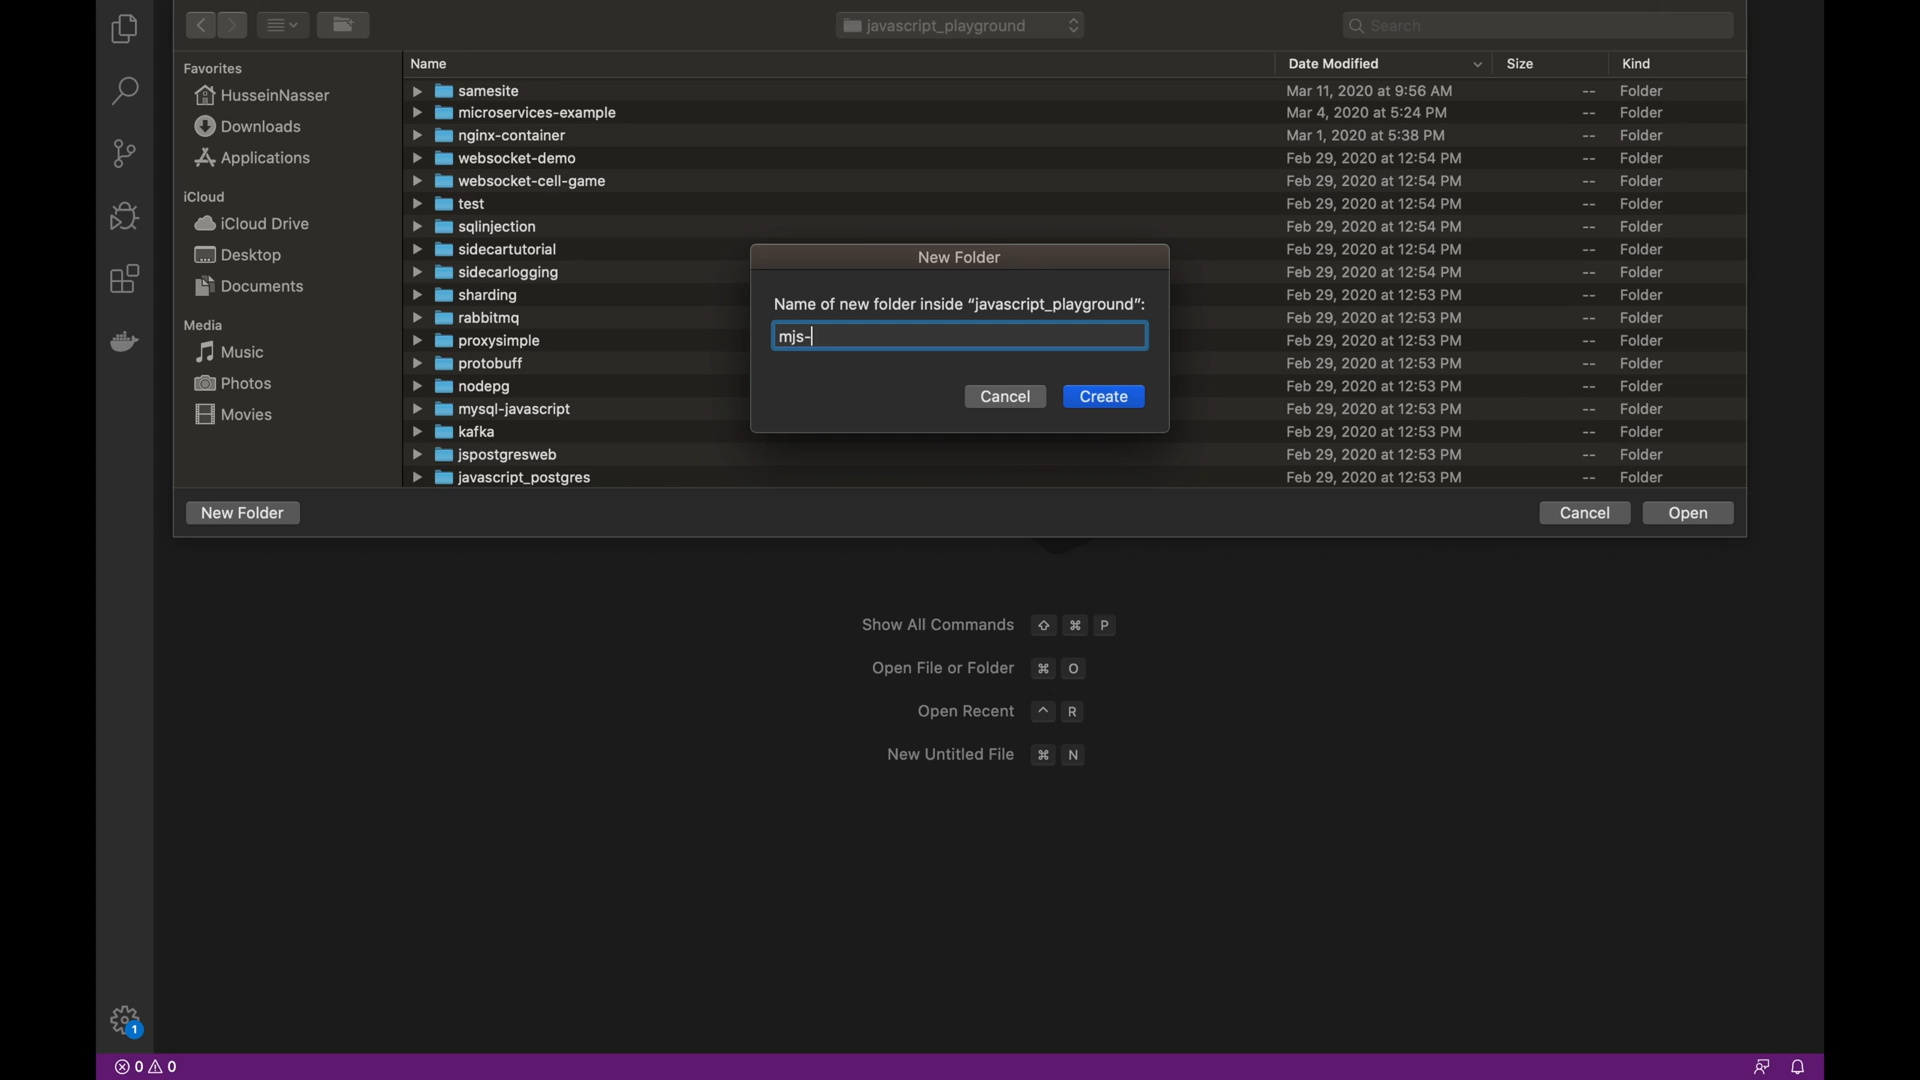 javascript_playground
Search
Name Date Modified Size Kind
Favorites
HusseinNasser
Downloads
Applications
iCloud
iCloud Drive
Desktop
Documents
Media
Music
Photos
Movies
samesite Mar 11, 2020 at 9:56 AM -- Folder
microservices-example Mar 4, 2020 at 5:24 PM -- Folder
nginx-container Mar 1, 2020 at 5:38 PM -- Folder
websocket-demo Feb 29, 2020 at 12:54 PM -- Folder
websocket-cell-game Feb 29, 2020 at 12:54 PM -- Folder
test Feb 29, 2020 at 12:54 PM -- Folder
sqlinjection Feb 29, 2020 at 12:54 PM -- Folder
sidecartutorial Feb 29, 2020 at 12:54 PM -- Folder
sidecarlogging Feb 29, 2020 at 12:54 PM -- Folder
sharding Feb 29, 2020 at 12:53 PM -- Folder
rabbitmq Feb 29, 2020 at 12:53 PM -- Folder
proxysimple Feb 29, 2020 at 12:53 PM -- Folder
protobuff Feb 29, 2020 at 12:53 PM -- Folder
nodepg Feb 29, 2020 at 12:53 PM -- Folder
mysql-javascript Feb 29, 2020 at 12:53 PM -- Folder
kafka Feb 29, 2020 at 12:53 PM -- Folder
jspostgresweb Feb 29, 2020 at 12:53 PM -- Folder
javascript_postgres Feb 29, 2020 at 12:53 PM -- Folder
New Folder
Name of new folder inside “javascript_playground”:
mjs-
Cancel Create
New Folder Cancel Open
Show All Commands ⇧ ⌘ P
Open File or Folder ⌘ O
Open Recent ^ R
New Untitled File ⌘ N
1
0 0